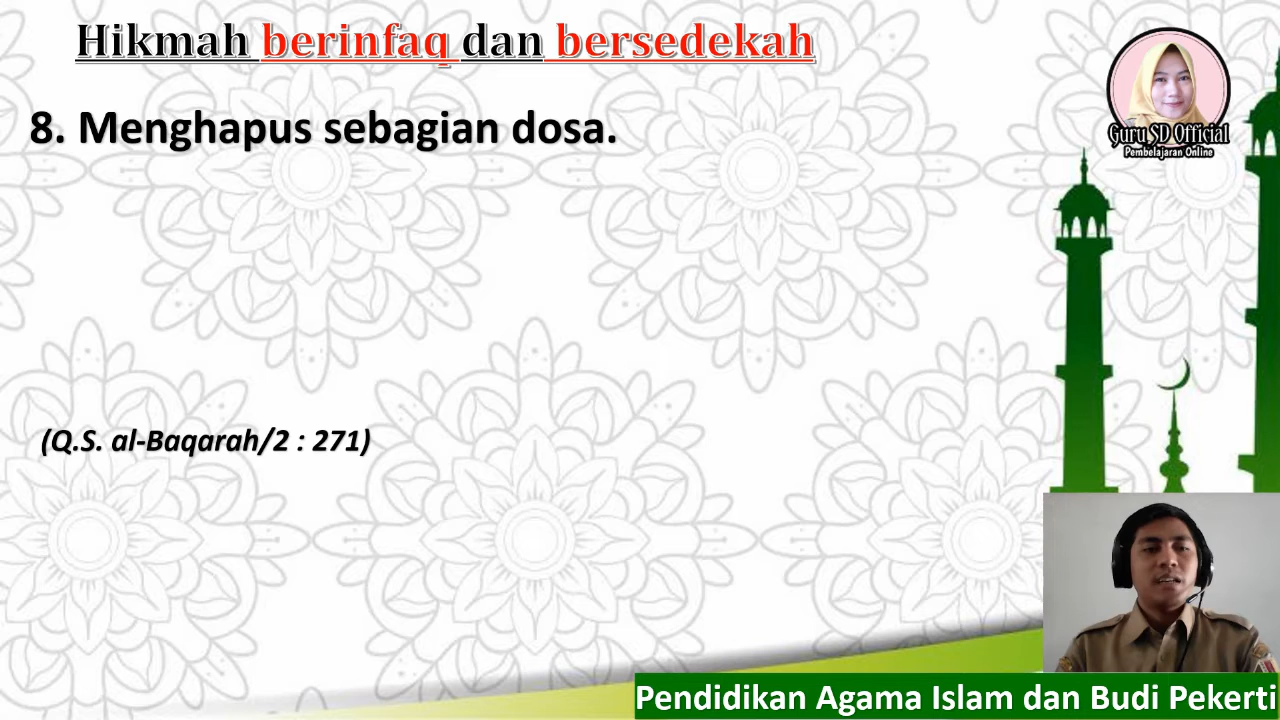 Hikmah berinfaq dan bersedekah
8. Menghapus sebagian dosa.
(Q.S. al-Baqarah/2 : 271)
Guru SD Official
Pembelajaran Online
Pendidikan Agama Islam dan Budi Pekerti